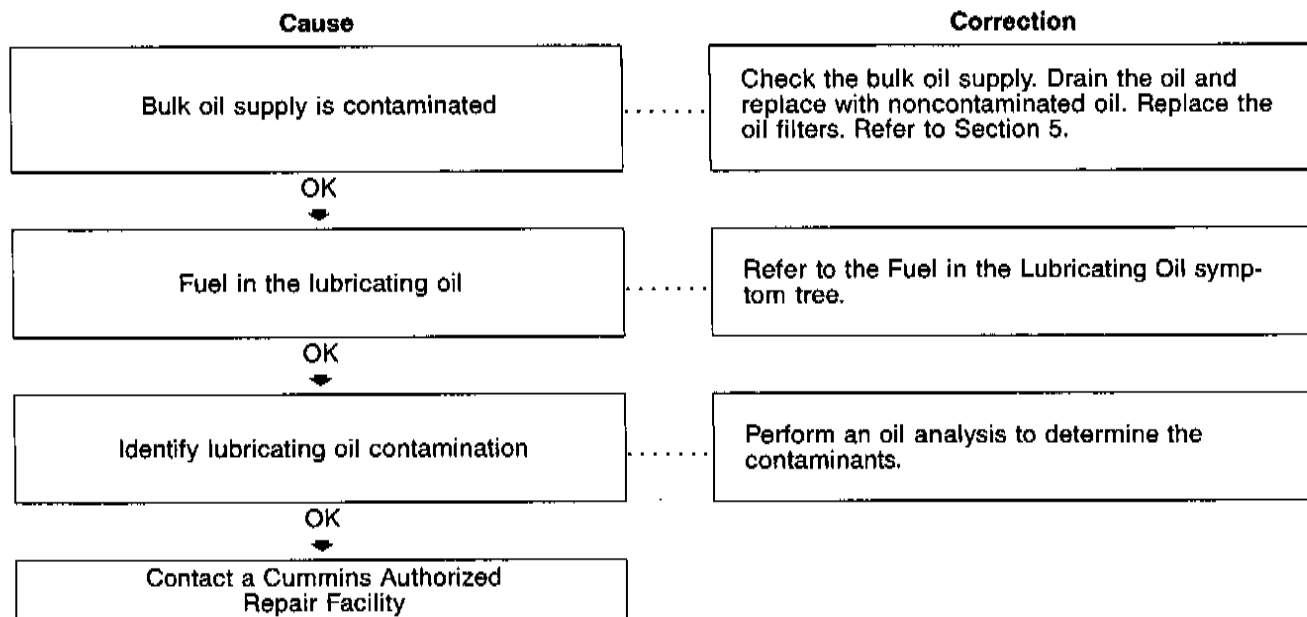 Cause
Correction
Bulk oil supply is contaminated
Check the bulk oil supply. Drain the oil and
replace with noncontaminated oil. Replace the
oil filters. Refer to Section 5.
OK
Fuel in the lubricating oil
Refer to the Fuel in the Lubricating Oil symp-
tom tree.
OK
Identify lubricating oil contamination
Perform an oil analysis to determine the
contaminants.
OK
Contact a Cummins Authorized
Repair Facility